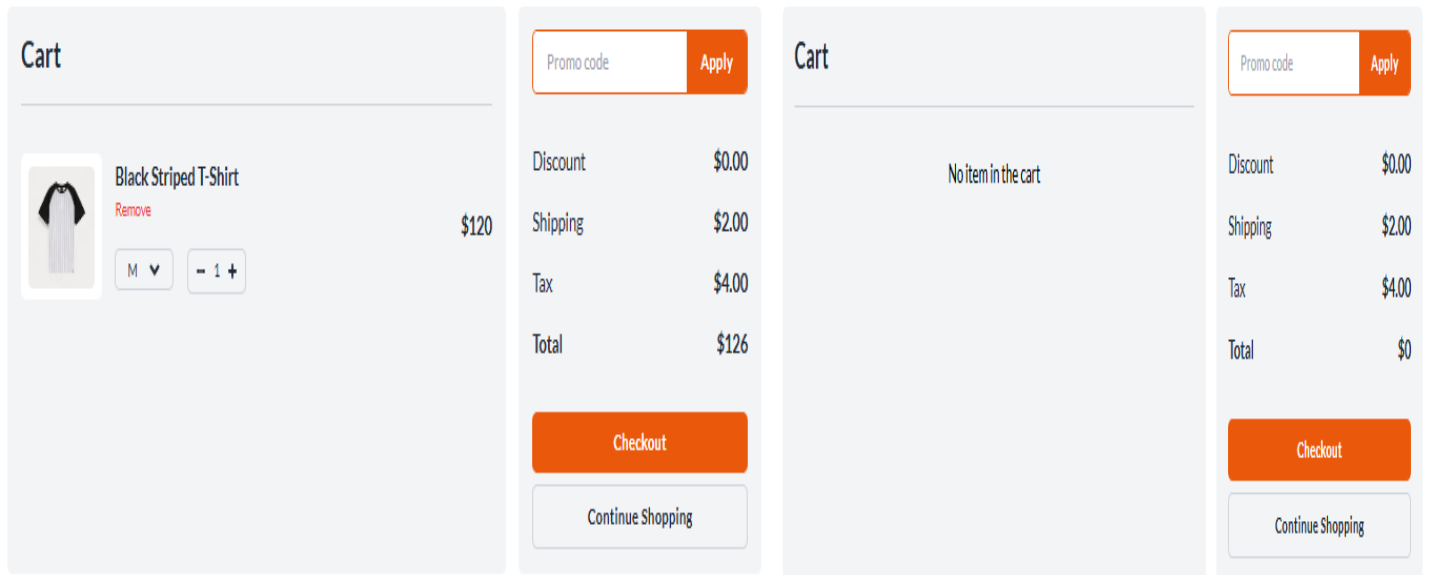 Cart
Black Striped T-Shirt
Remove
$120
M
1
Promo code
Apply
Discount $0.00
Shipping $2.00
Tax $4.00
Total $126
Checkout
Continue Shopping
Cart
No item in the cart
Promo code
Apply
Discount $0.00
Shipping $2.00
Tax $4.00
Total $0
Checkout
Continue Shopping